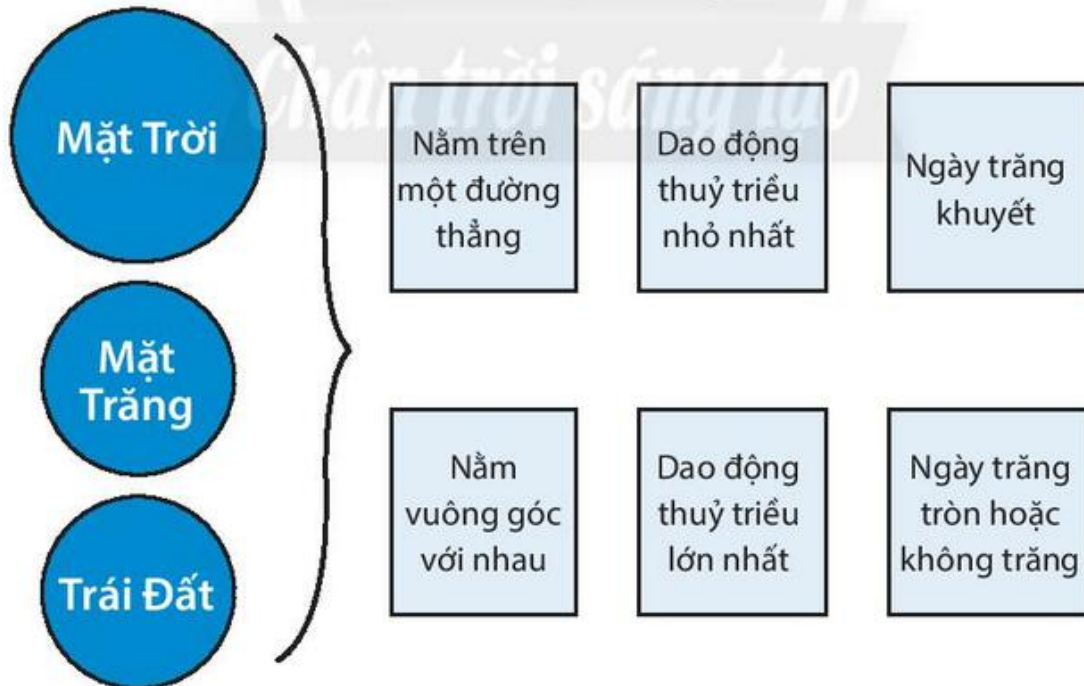 Chân trời sáng tạo
Mặt Trời
Mặt
Trăng
Trái Đất
Nằm trên
một đường
thẳng
Dao động
thuỷ triều
nhỏ nhất
Ngày trăng
khuyết
Nằm
vuông góc
với nhau
Dao động
thuỷ triều
lớn nhất
Ngày trăng
tròn hoặc
không trăng